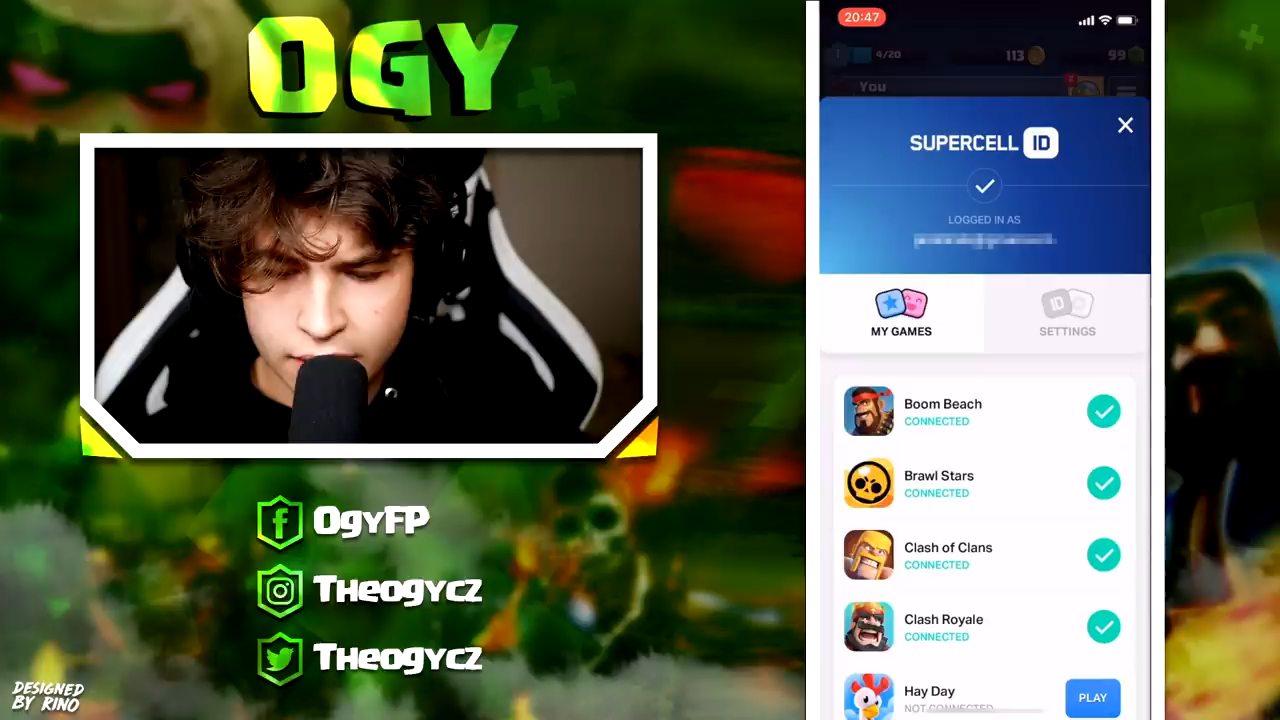 OGY
OgyFP
Theogycz
Theogycz
DESIGNED
BY RINO
20:47
4/20
113
99
You
SUPERCELL ID
LOGGED IN AS
MY GAMES
SETTINGS
Boom Beach
CONNECTED
Brawl Stars
CONNECTED
Clash of Clans
CONNECTED
Clash Royale
CONNECTED
Hay Day
NOT CONNECTED
PLAY